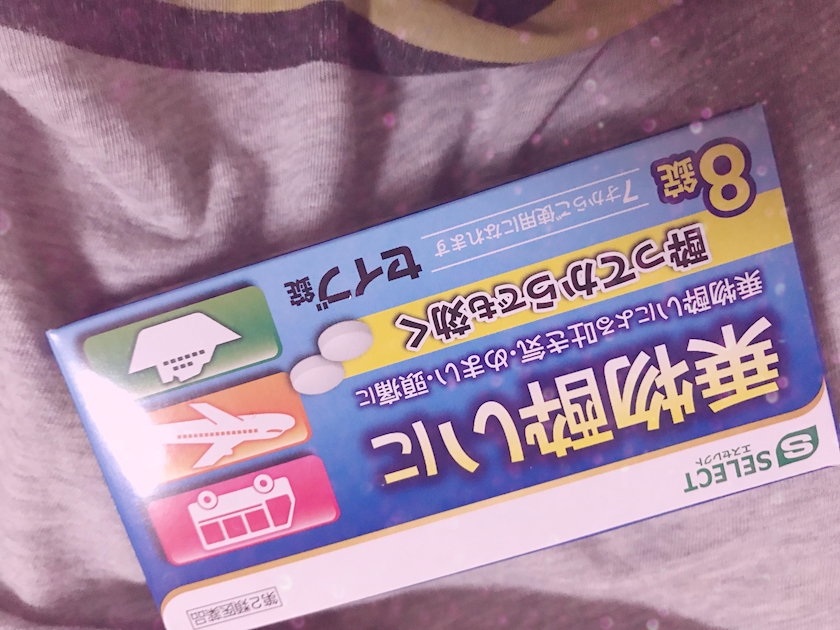 SELECT
エスセレクト
第2類医薬品
乗物酔いに
乗物酔いによる吐き気・めまい・頭痛に
酔ってからでも効く
セイブ錠
7才からご使用になれます
8錠